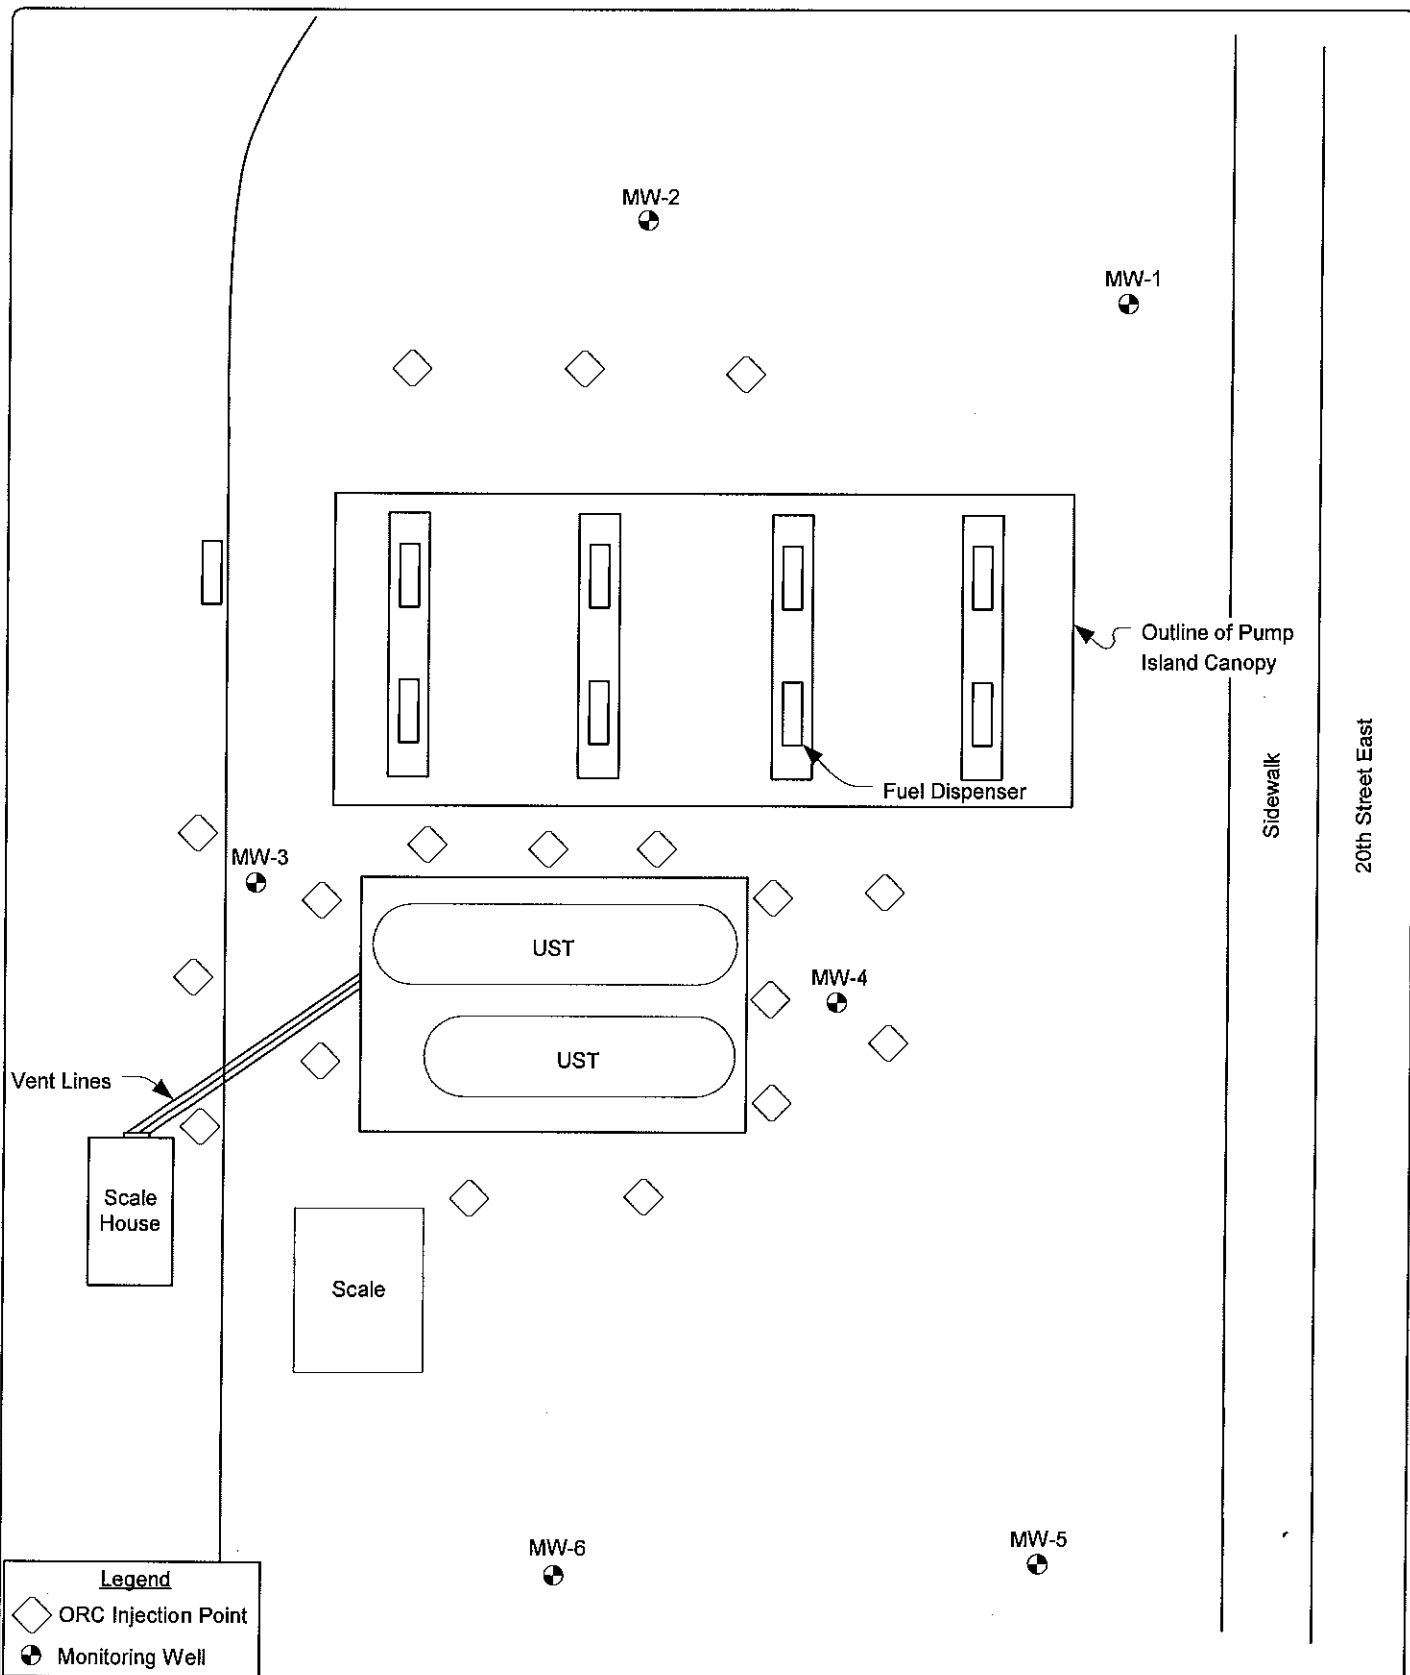 MW-2
MW-1
Outline of Pump
Island Canopy
Fuel Dispenser
Sidewalk
20th Street East
MW-3
UST
MW-4
UST
Vent Lines
Scale
House
Scale
MW-6
MW-5
Legend
ORC Injection Point
Monitoring Well